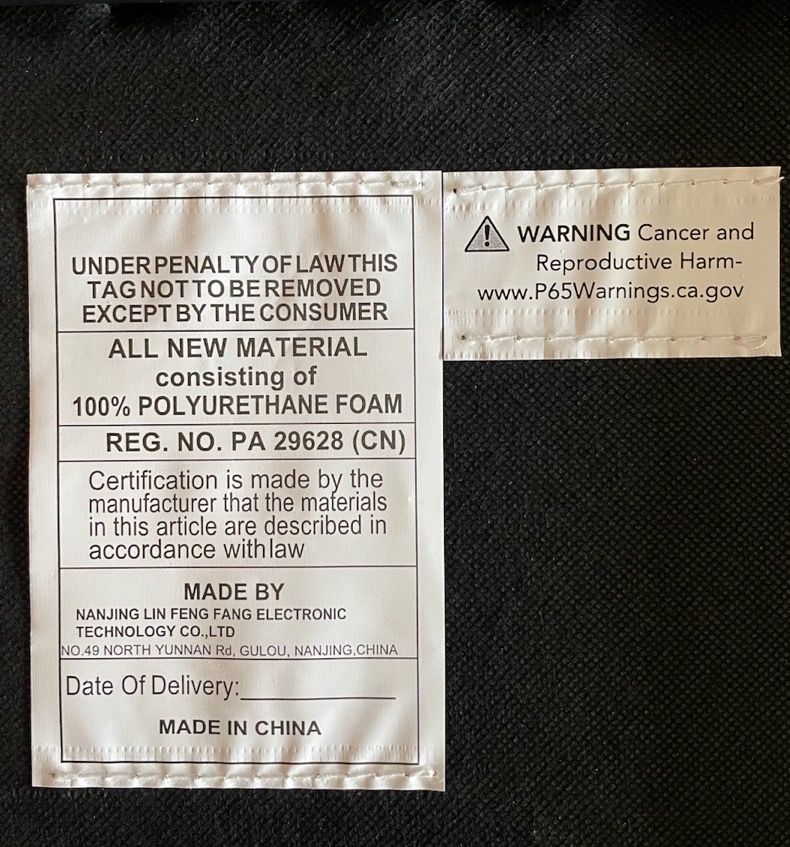 UNDER PENALTY OF LAW THIS
TAG NOT TO BE REMOVED
EXCEPT BY THE CONSUMER
ALL NEW MATERIAL
consisting of
100% POLYURETHANE FOAM
REG. NO. PA 29628 (CN)
Certification is made by the
manufacturer that the materials
in this article are described in
accordance with law
MADE BY
NANJING LIN FENG FANG ELECTRONIC
TECHNOLOGY CO.,LTD
NO.49 NORTH YUNNAN Rd, GULOU, NANJING,CHINA
Date Of Delivery:
MADE IN CHINA
WARNING Cancer and
Reproductive Harm-
www.P65Warnings.ca.gov